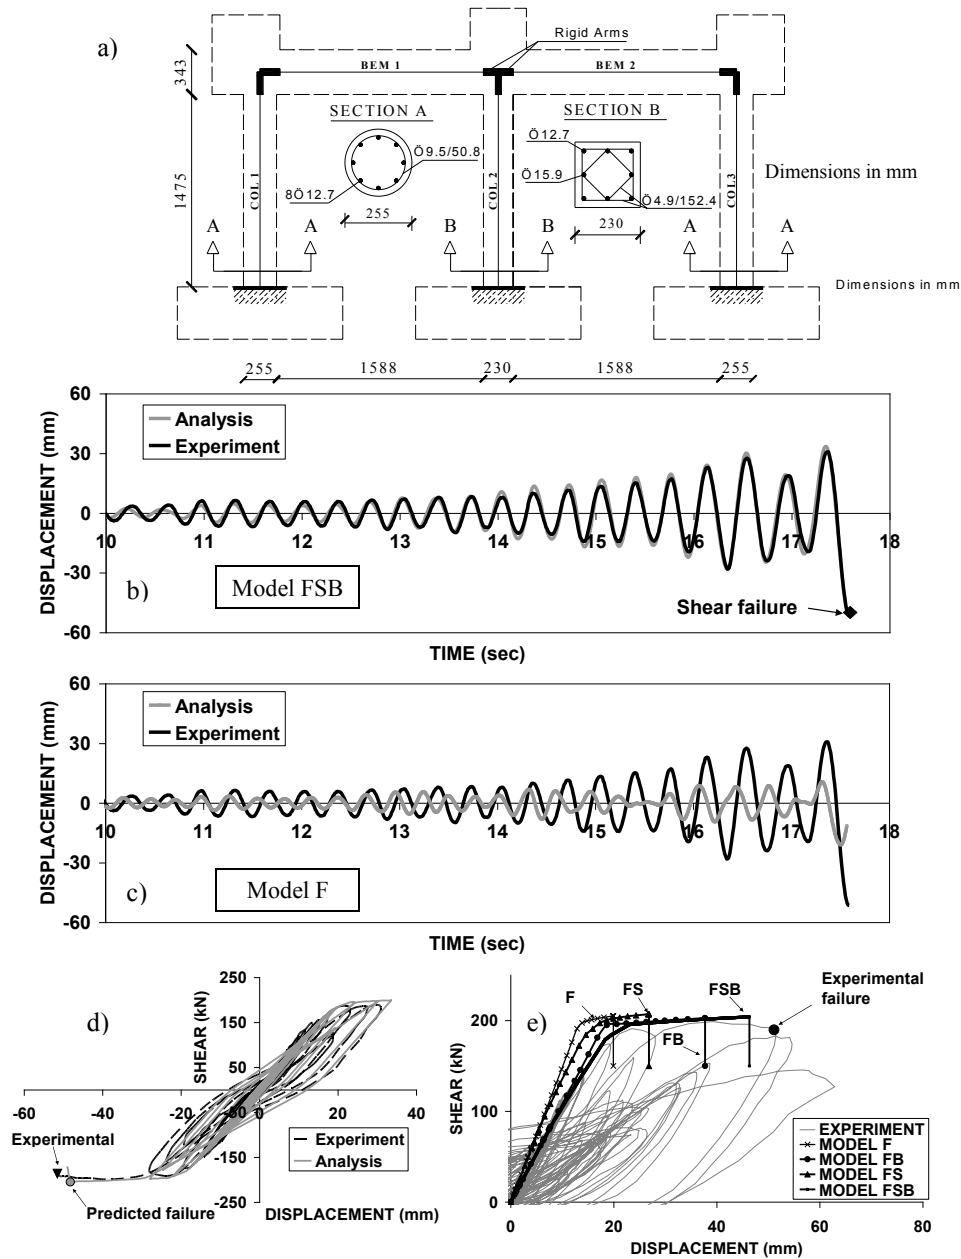 a)
Rigid Arms
343
BEM 1
BEM 2
SECTION A
SECTION B
1475
COL 1
COL 2
COL3
Ö9.5/50.8
8Ö12.7
255
Ö12.7
Ö15.9
Ö4.9/152.4
230
Dimensions in mm
A
A
B
B
A
A
Dimensions in mm
255
1588
230
1588
255
60
30
0
-30
-60
DISPLACEMENT (mm)
Analysis
Experiment
10
11
12
13
14
15
16
17
18
b)
Model FSB
Shear failure
TIME (sec)
60
30
0
-30
-60
DISPLACEMENT (mm)
Analysis
Experiment
10
11
12
13
14
15
16
17
18
c)
Model F
TIME (sec)
d)
SHEAR (kN)
250
150
50
-50
-150
-250
-60
-40
-20
0
20
40
Experimental
Predicted failure
Experiment
Analysis
DISPLACEMENT (mm)
e)
SHEAR (kN)
200
100
0
F
FS
FSB
FB
Experimental
failure
EXPERIMENT
MODEL F
MODEL FB
MODEL FS
MODEL FSB
0
20
40
60
80
DISPLACEMENT (mm)